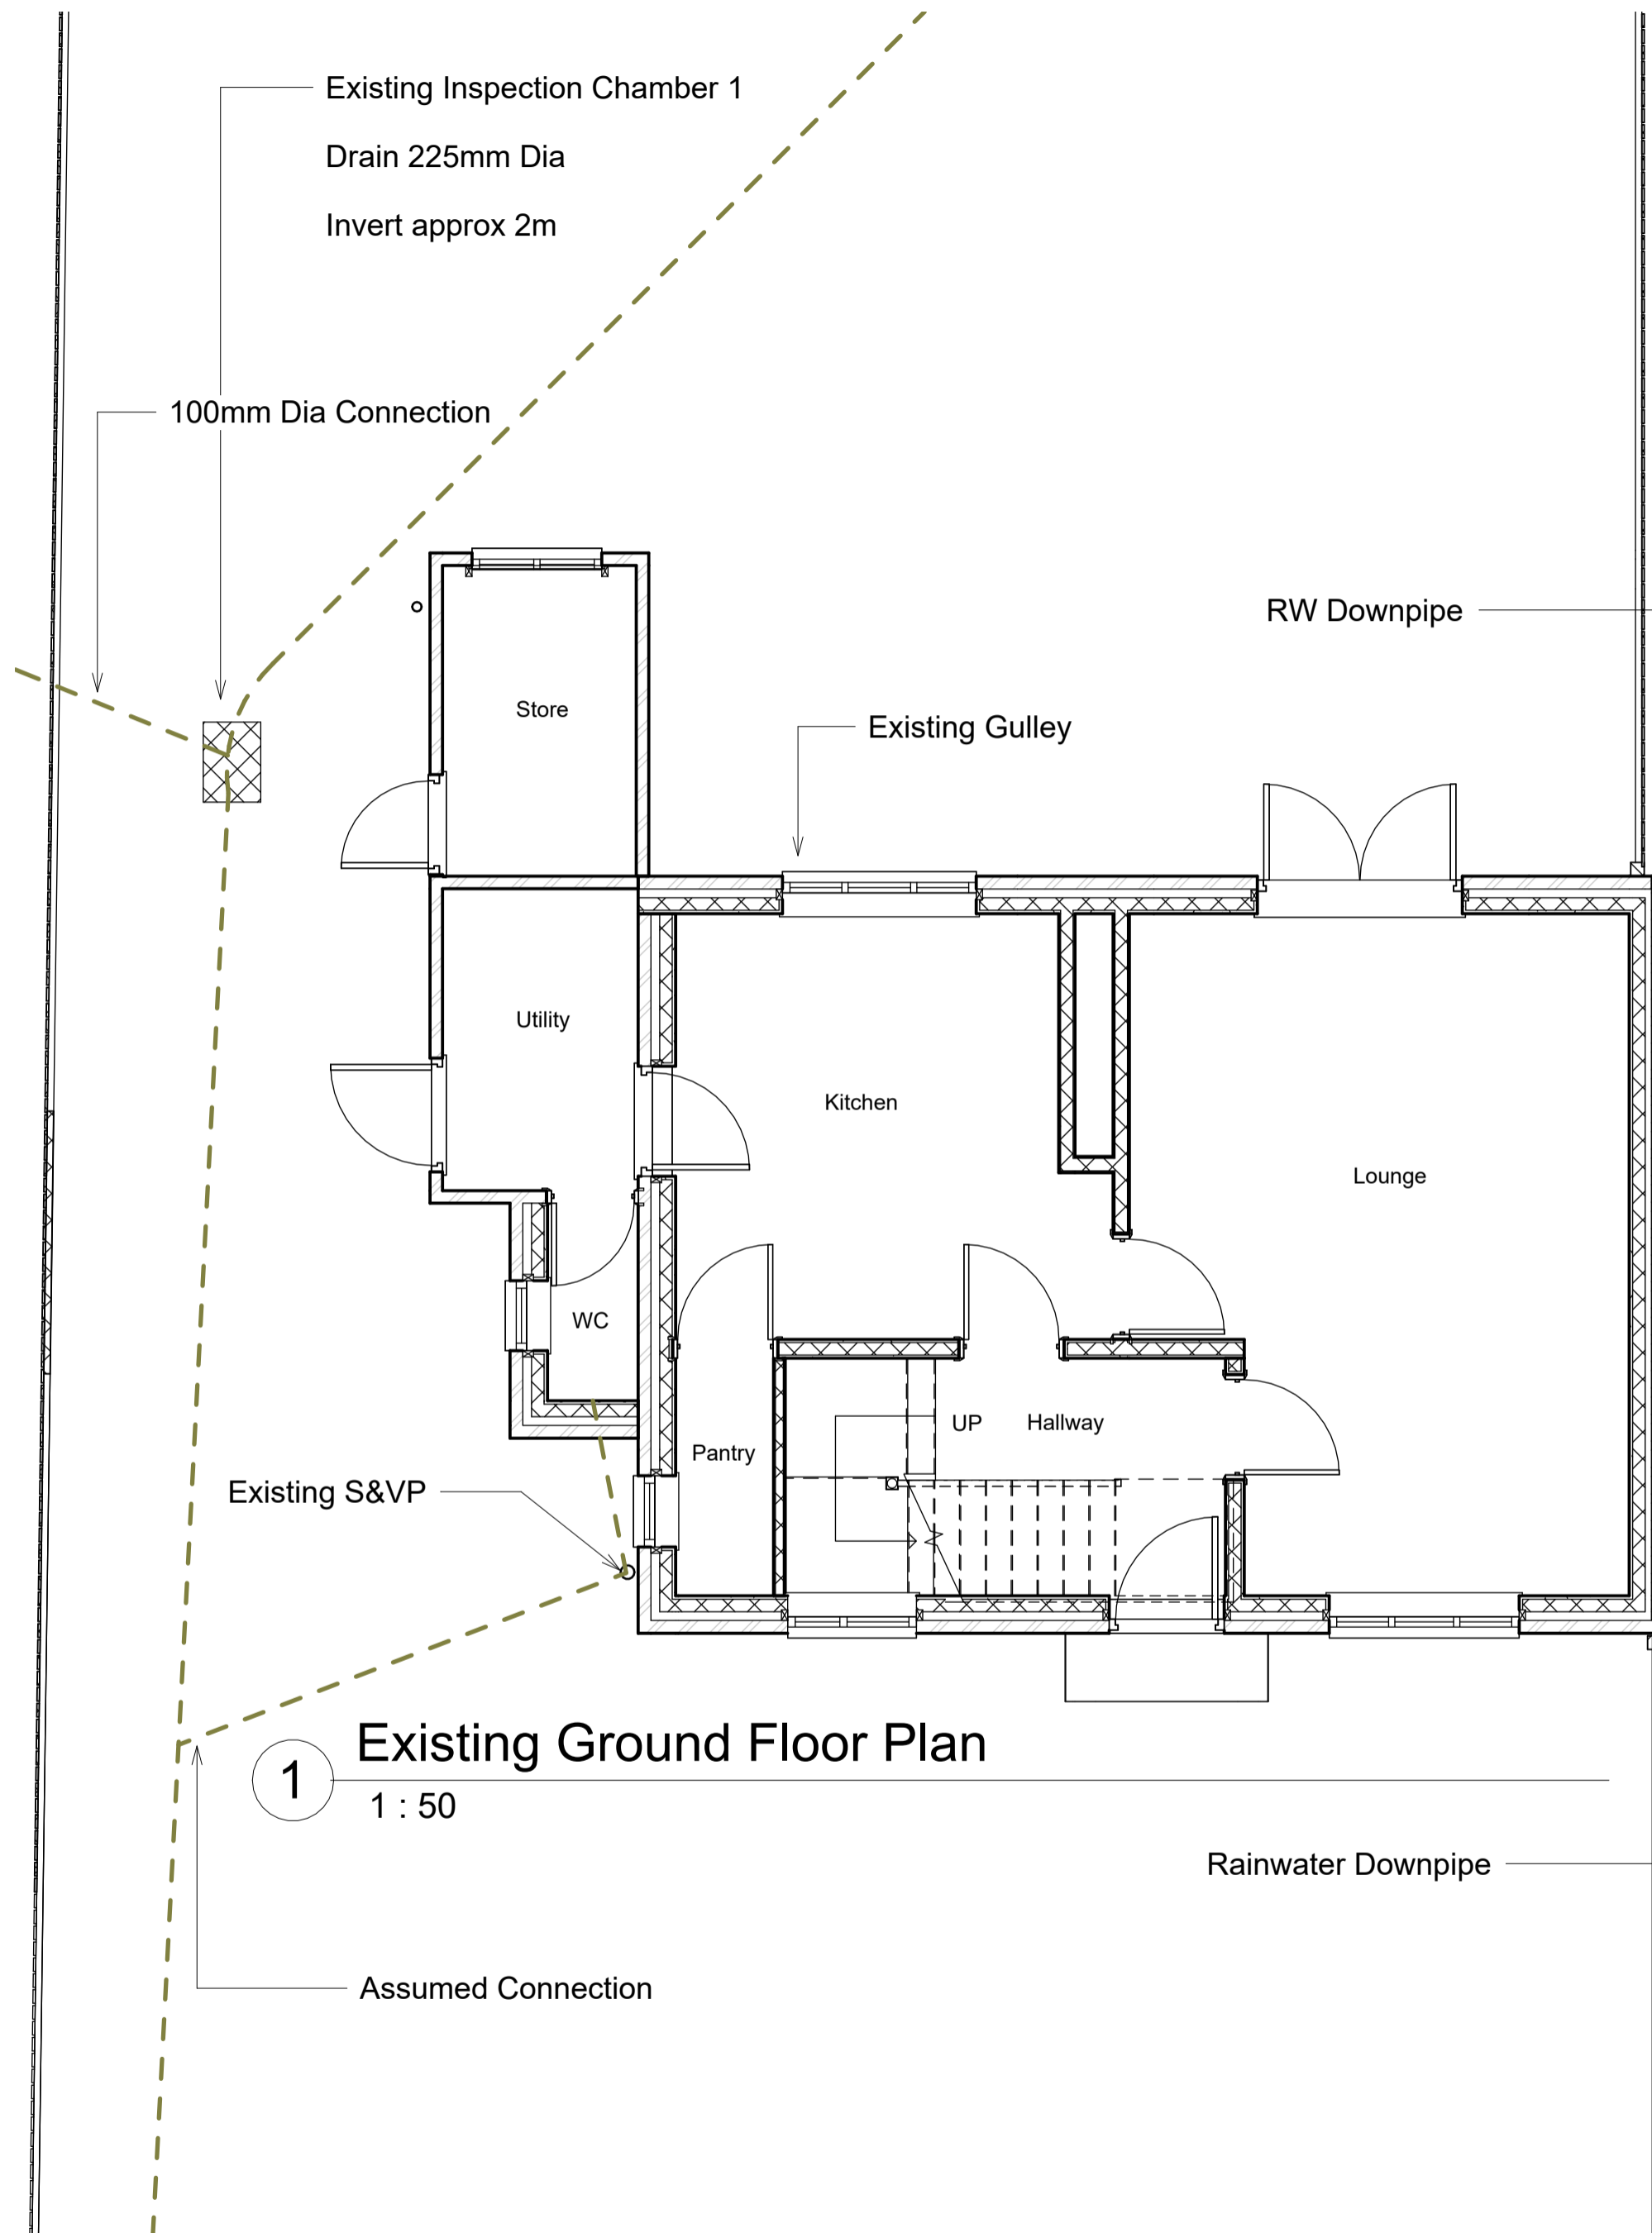 Existing Inspection Chamber 1
Drain 225mm Dia
Invert approx 2m
100mm Dia Connection
RW Downpipe
Store
Existing Gulley
Utility
Kitchen
Lounge
WC
UP
Hallway
Pantry
Existing S&VP
1
Existing Ground Floor Plan
1 : 50
Rainwater Downpipe
Assumed Connection